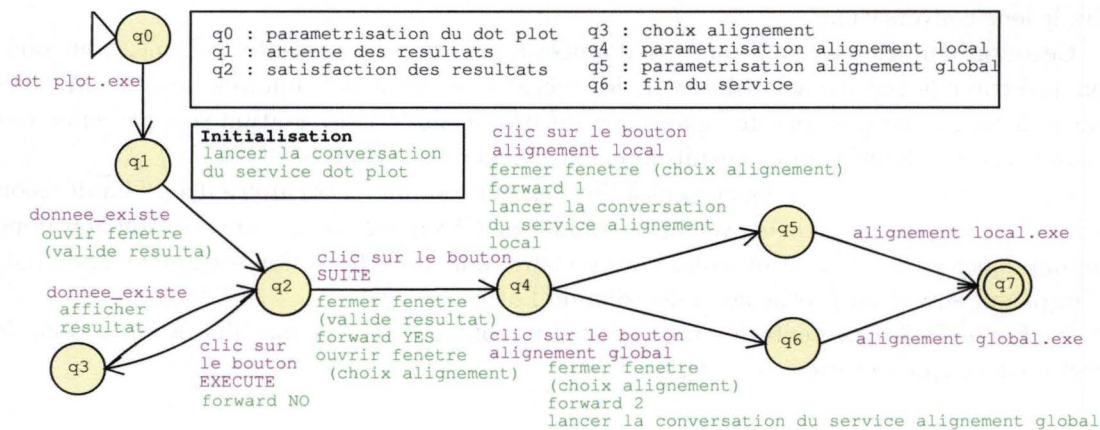 q0
q0 : parametrisation du dot plot
q1 : attente des resultats
q2 : satisfaction des resultats
q3 : choix alignement
q4 : parametrisation alignement local
q5 : parametrisation alignement global
q6 : fin du service
dot plot.exe
Initialisation
lancer la conversation
du service dot plot
q1
clic sur le bouton
alignement local
fermer fenetre (choix alignement)
forward 1
lancer la conversation
du service alignement
local
donnee_existe
ouvir fenetre
(valide resulta)
q5
alignement local.exe
q2
clic sur le bouton
SUITE
q4
q7
donnee_existe
afficher
resultat
fermer fenetre
(valide resultat)
forward YES
ouvrir fenetre
(choix alignement)
q3
clic sur
le bouton
EXECUTE
forward NO
clic sur le bouton
alignement global
q6
alignement global.exe
fermer fenetre
(choix alignement)
forward 2
lancer la conversation du service alignement global